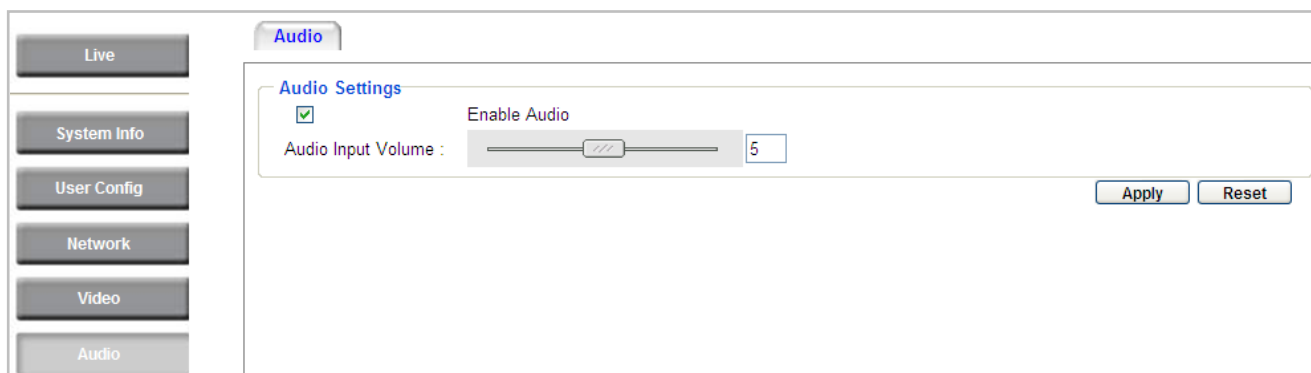 Live
System Info
User Config
Network
Video
Audio
Audio
Audio Settings
Enable Audio
Audio Input Volume :
5
Apply
Reset